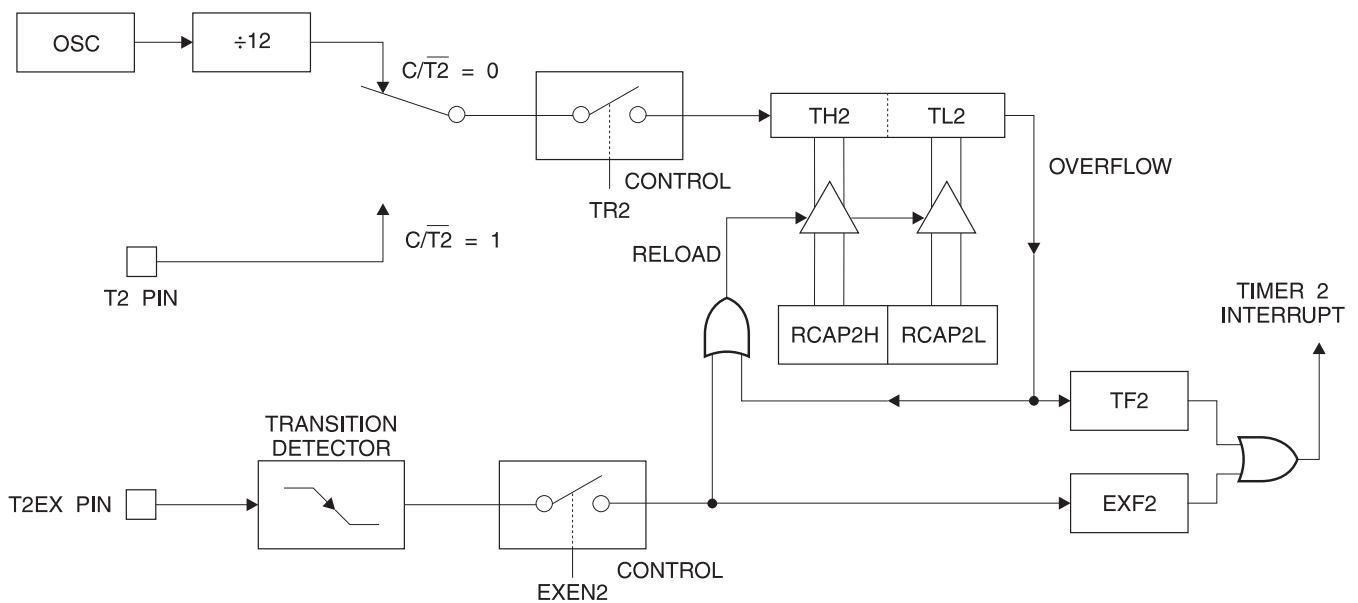 OSC
÷12
C/T2̅ = 0
TH2
TL2
OVERFLOW
CONTROL
TR2
C/T2̅ = 1
RELOAD
T2 PIN
TIMER 2
INTERRUPT
RCAP2H
RCAP2L
TF2
TRANSITION
DETECTOR
T2EX PIN
EXF2
CONTROL
EXEN2